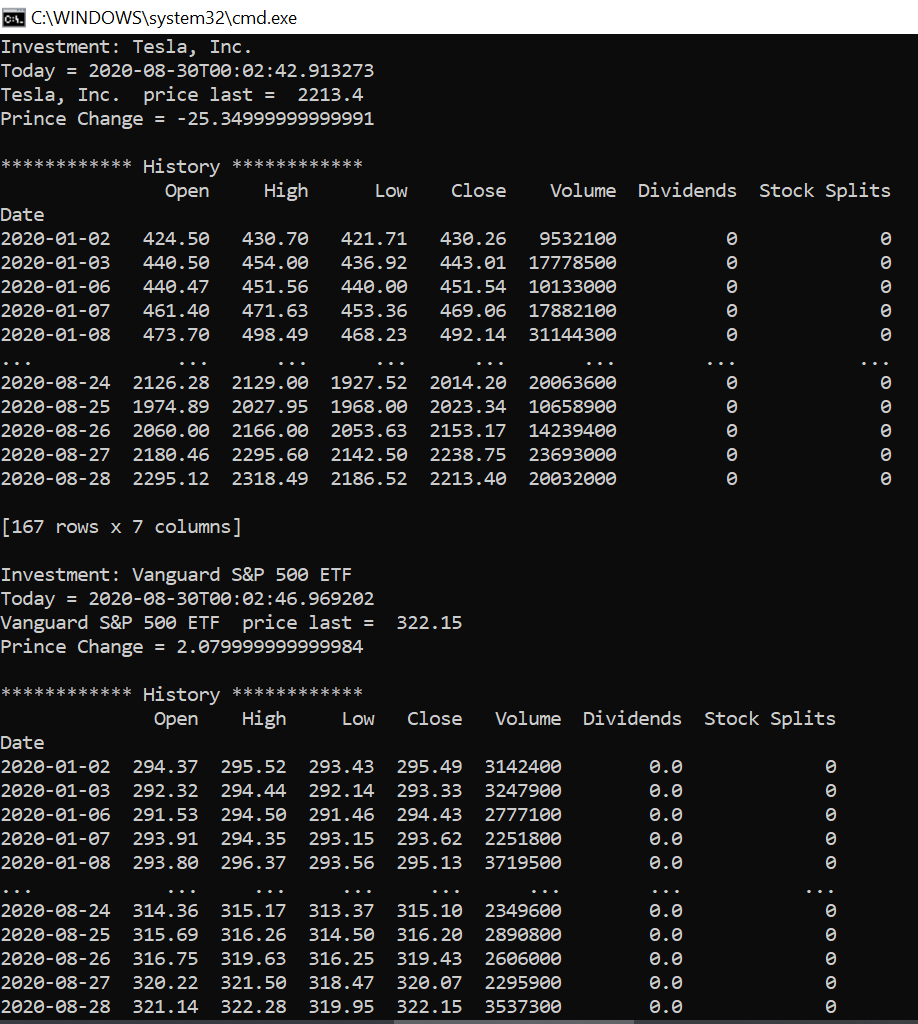 C:\WINDOWS\system32\cmd.exe
Investment: Tesla, Inc.
Today = 2020-08-30T00:02:42.913273
Tesla, Inc.  price last =  2213.4
Prince Change = -25.34999999999991
************ History ************
Open High Low Close Volume Dividends Stock Splits
Date
2020-01-02 424.50 430.70 421.71 430.26 9532100 0 0
2020-01-03 440.50 454.00 436.92 443.01 17778500 0 0
2020-01-06 440.47 451.56 440.00 451.54 10133000 0 0
2020-01-07 461.40 471.63 453.36 469.06 17882100 0 0
2020-01-08 473.70 498.49 468.23 492.14 31144300 0 0
... ... ... ... ... ... ... ...
2020-08-24 2126.28 2129.00 1927.52 2014.20 20063600 0 0
2020-08-25 1974.89 2027.95 1968.00 2023.34 10658900 0 0
2020-08-26 2060.00 2166.00 2053.63 2153.17 14239400 0 0
2020-08-27 2180.46 2295.60 2142.50 2238.75 23693000 0 0
2020-08-28 2295.12 2318.49 2186.52 2213.40 20032000 0 0
[167 rows x 7 columns]
Investment: Vanguard S&P 500 ETF
Today = 2020-08-30T00:02:46.969202
Vanguard S&P 500 ETF  price last =  322.15
Prince Change = 2.079999999999984
************ History ************
Open High Low Close Volume Dividends Stock Splits
Date
2020-01-02 294.37 295.52 293.43 295.49 3142400 0.0 0
2020-01-03 292.32 294.44 292.14 293.33 3247900 0.0 0
2020-01-06 291.53 294.50 291.46 294.43 2777100 0.0 0
2020-01-07 293.91 294.35 293.15 293.62 2251800 0.0 0
2020-01-08 293.80 296.37 293.56 295.13 3719500 0.0 0
... ... ... ... ... ... ... ...
2020-08-24 314.36 315.17 313.37 315.10 2349600 0.0 0
2020-08-25 315.69 316.26 314.50 316.20 2890800 0.0 0
2020-08-26 316.75 319.63 316.25 319.43 2606000 0.0 0
2020-08-27 320.22 321.50 318.47 320.07 2295900 0.0 0
2020-08-28 321.14 322.28 319.95 322.15 3537300 0.0 0